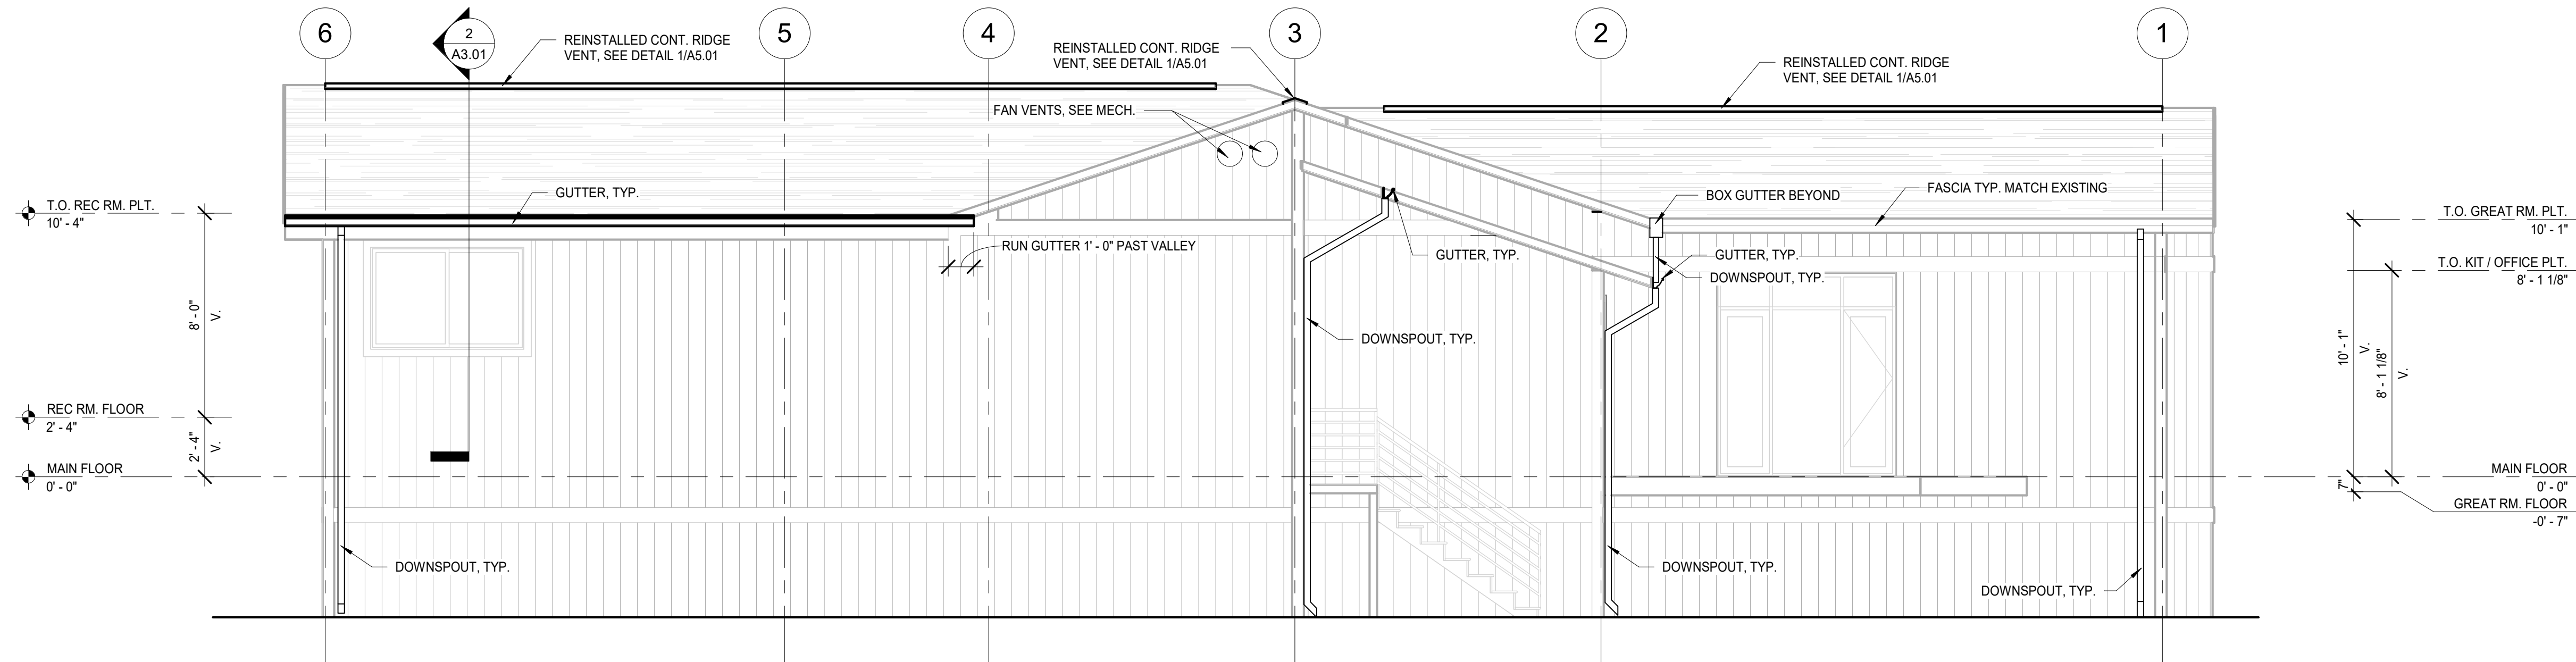 6
2
A3.01
5
4
3
2
1
REINSTALLED CONT. RIDGE
VENT, SEE DETAIL 1/A5.01
REINSTALLED CONT. RIDGE
VENT, SEE DETAIL 1/A5.01
REINSTALLED CONT. RIDGE
VENT, SEE DETAIL 1/A5.01
FAN VENTS, SEE MECH.
GUTTER, TYP.
BOX GUTTER BEYOND
FASCIA TYP. MATCH EXISTING
T.O. REC RM. PLT.
10' - 4"
T.O. GREAT RM. PLT.
10' - 1"
RUN GUTTER 1' - 0" PAST VALLEY
GUTTER, TYP.
GUTTER, TYP.
DOWNSPOUT, TYP.
T.O. KIT / OFFICE PLT.
8' - 1 1/8"
8' - 0"
V.
DOWNSPOUT, TYP.
10' - 1"
V.
8' - 1 1/8"
V.
REC RM. FLOOR
2' - 4"
2' - 4"
V.
MAIN FLOOR
0' - 0"
MAIN FLOOR
0' - 0"
7"
GREAT RM. FLOOR
-0' - 7"
DOWNSPOUT, TYP.
DOWNSPOUT, TYP.
DOWNSPOUT, TYP.